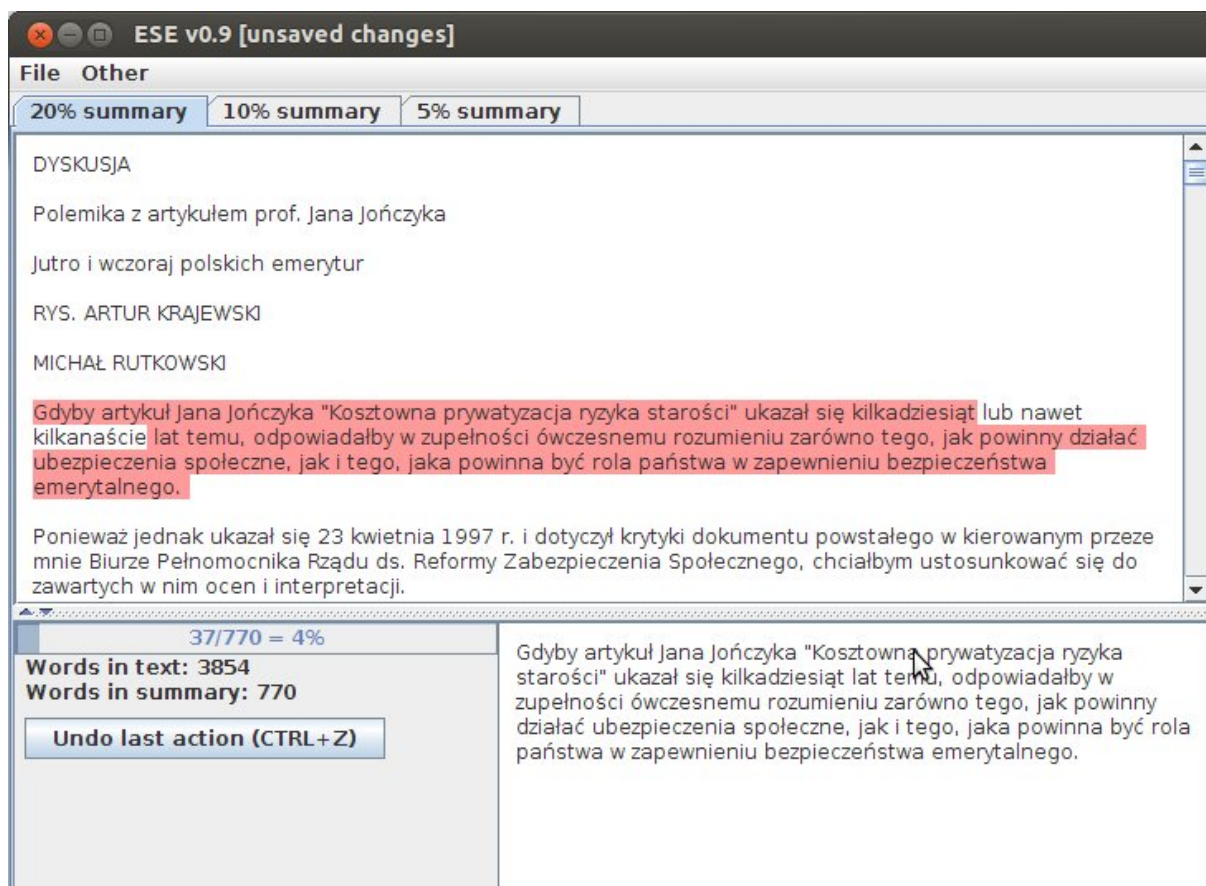 ESE v0.9 [unsaved changes]
File Other
20% summary 10% summary 5% summary
DYSKUSJA
Polemika z artykułem prof. Jana Jończyka
Jutro i wczoraj polskich emerytur
RYS. ARTUR KRAJEWSKI
MICHAŁ RUTKOWSKI
Gdyby artykuł Jana Jończyka "Kosztowna prywatyzacja ryzyka starości" ukazał się kilkadziesiąt lub nawet
kilkanaście lat temu, odpowiadałby w zupełności ówczesnemu rozumieniu zarówno tego, jak powinny działać
ubezpieczenia społeczne, jak i tego, jaka powinna być rola państwa w zapewnieniu bezpieczeństwa
emerytalnego.
Ponieważ jednak ukazał się 23 kwietnia 1997 r. i dotyczył krytyki dokumentu powstałego w kierowanym przeze
mnie Biurze Pełnomocnika Rządu ds. Reformy Zabezpieczenia Społecznego, chciałbym ustosunkować się do
zawartych w nim ocen i interpretacji.
37/770 = 4%
Words in text: 3854
Words in summary: 770
Undo last action (CTRL+Z)
Gdyby artykuł Jana Jończyka "Kosztowna prywatyzacja ryzyka
starości" ukazał się kilkadziesiąt lat temu, odpowiadałby w
zupełności ówczesnemu rozumieniu zarówno tego, jak powinny
działać ubezpieczenia społeczne, jak i tego, jaka powinna być rola
państwa w zapewnieniu bezpieczeństwa emerytalnego.